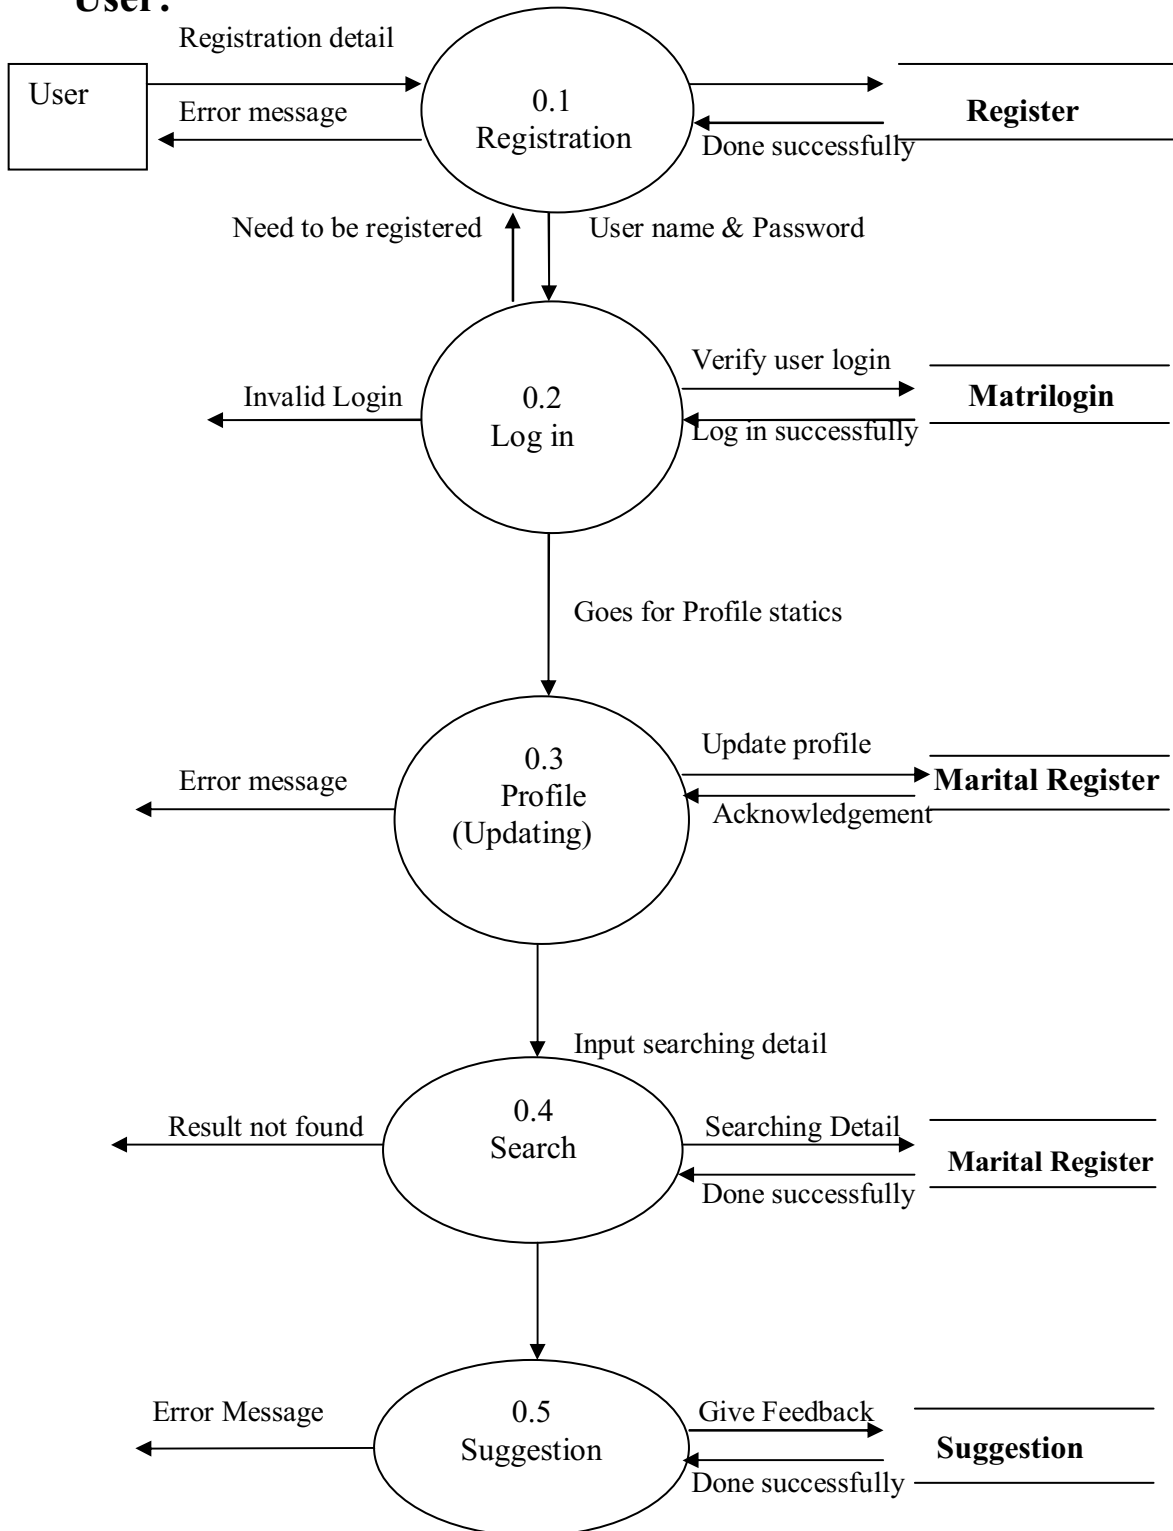 User:
Registration detail
User
Error message
0.1
Registration
Register
Done successfully
Need to be registered
User name & Password
Verify user login
Invalid Login
0.2
Log in
Matrilogin
Log in successfully
Goes for Profile statics
Update profile
Error message
0.3
Profile
(Updating)
Marital Register
Acknowledgement
Input searching detail
Result not found
0.4
Search
Searching Detail
Marital Register
Done successfully
Error Message
0.5
Suggestion
Give Feedback
Suggestion
Done successfully